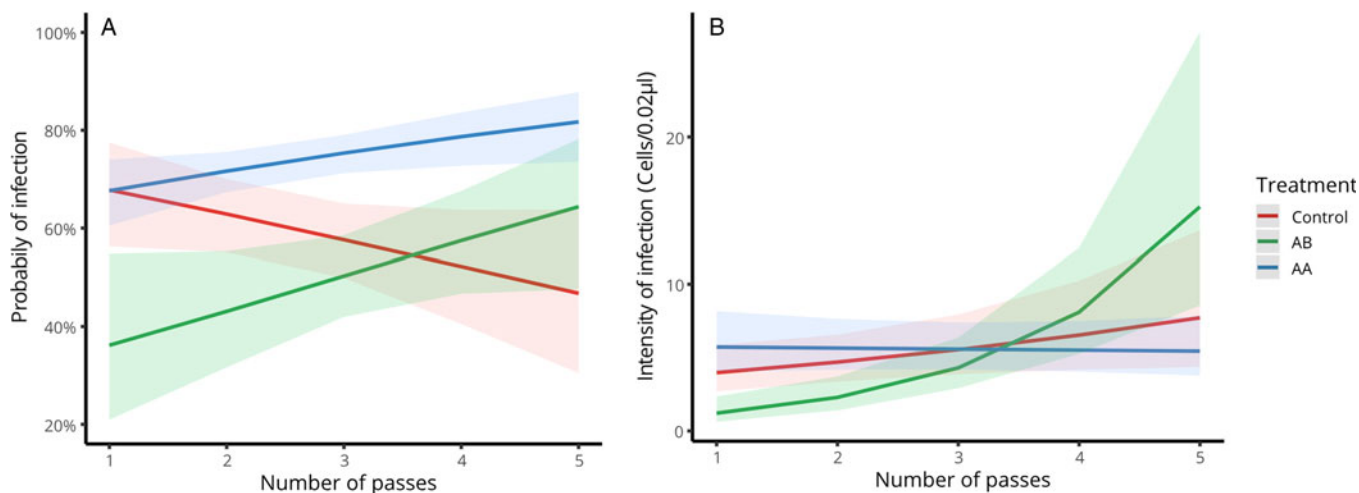 A
100%
80%
60%
40%
20%
Probabily of infection
1 2 3 4 5
Number of passes
B
20
10
0
Intensity of infection (Cells/0.02µl)
1 2 3 4 5
Number of passes
Treatment
Control
AB
AA